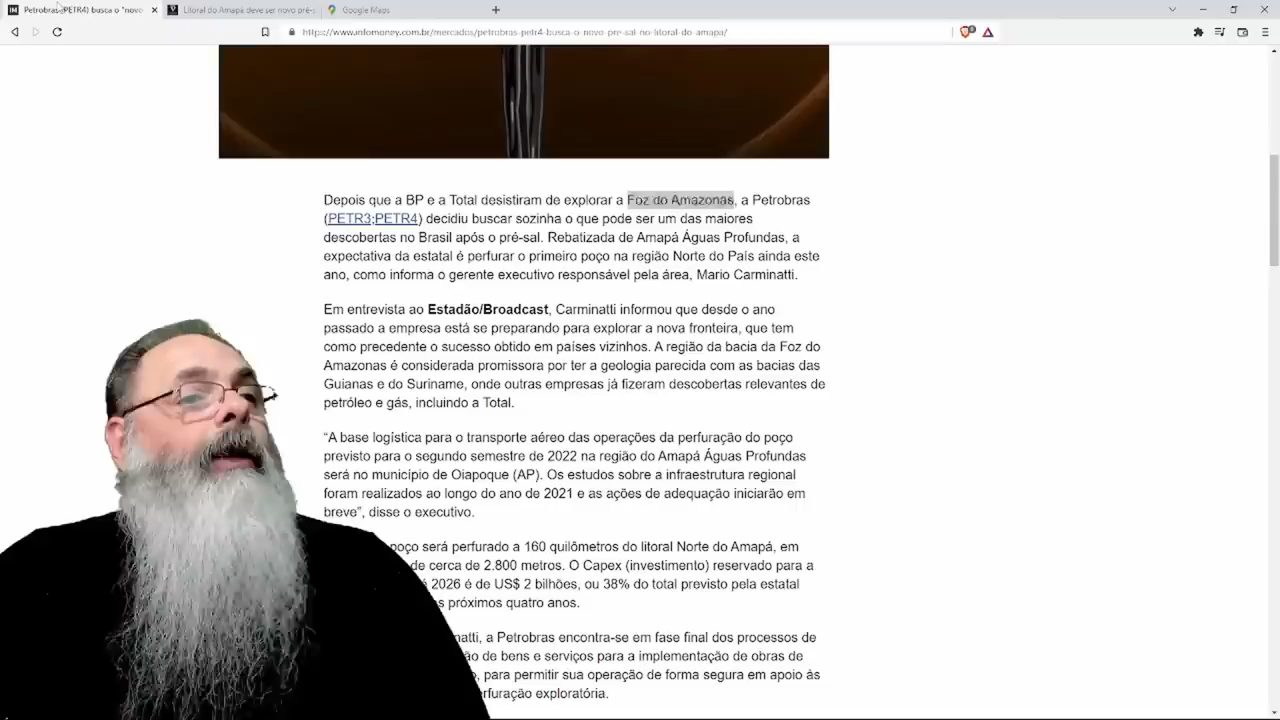 Petrobras (PETR4) busca o "novo
Litoral do Amapá deve ser novo pré-s
Google Maps
https://www.infomoney.com.br/mercados/petrobras-petr4-busca-o-novo-pre-sal-no-litoral-do-amapa/
Depois que a BP e a Total desistiram de explorar a Foz do Amazonas, a Petrobras
(PETR3;PETR4) decidiu buscar sozinha o que pode ser um das maiores
descobertas no Brasil após o pré-sal. Rebatizada de Amapá Águas Profundas, a
expectativa da estatal é perfurar o primeiro poço na região Norte do País ainda este
ano, como informa o gerente executivo responsável pela área, Mario Carminatti.
Em entrevista ao Estadão/Broadcast, Carminatti informou que desde o ano
passado a empresa está se preparando para explorar a nova fronteira, que tem
como precedente o sucesso obtido em países vizinhos. A região da bacia da Foz do
Amazonas é considerada promissora por ter a geologia parecida com as bacias das
Guianas e do Suriname, onde outras empresas já fizeram descobertas relevantes de
petróleo e gás, incluindo a Total.
“A base logística para o transporte aéreo das operações da perfuração do poço
previsto para o segundo semestre de 2022 na região do Amapá Águas Profundas
será no município de Oiapoque (AP). Os estudos sobre a infraestrutura regional
foram realizados ao longo do ano de 2021 e as ações de adequação iniciarão em
breve”, disse o executivo.
poço será perfurado a 160 quilômetros do litoral Norte do Amapá, em
de cerca de 2.800 metros. O Capex (investimento) reservado para a
2026 é de US$ 2 bilhões, ou 38% do total previsto pela estatal
s próximos quatro anos.
natti, a Petrobras encontra-se em fase final dos processos de
ão de bens e serviços para a implementação de obras de
, para permitir sua operação de forma segura em apoio às
erfuração exploratória.